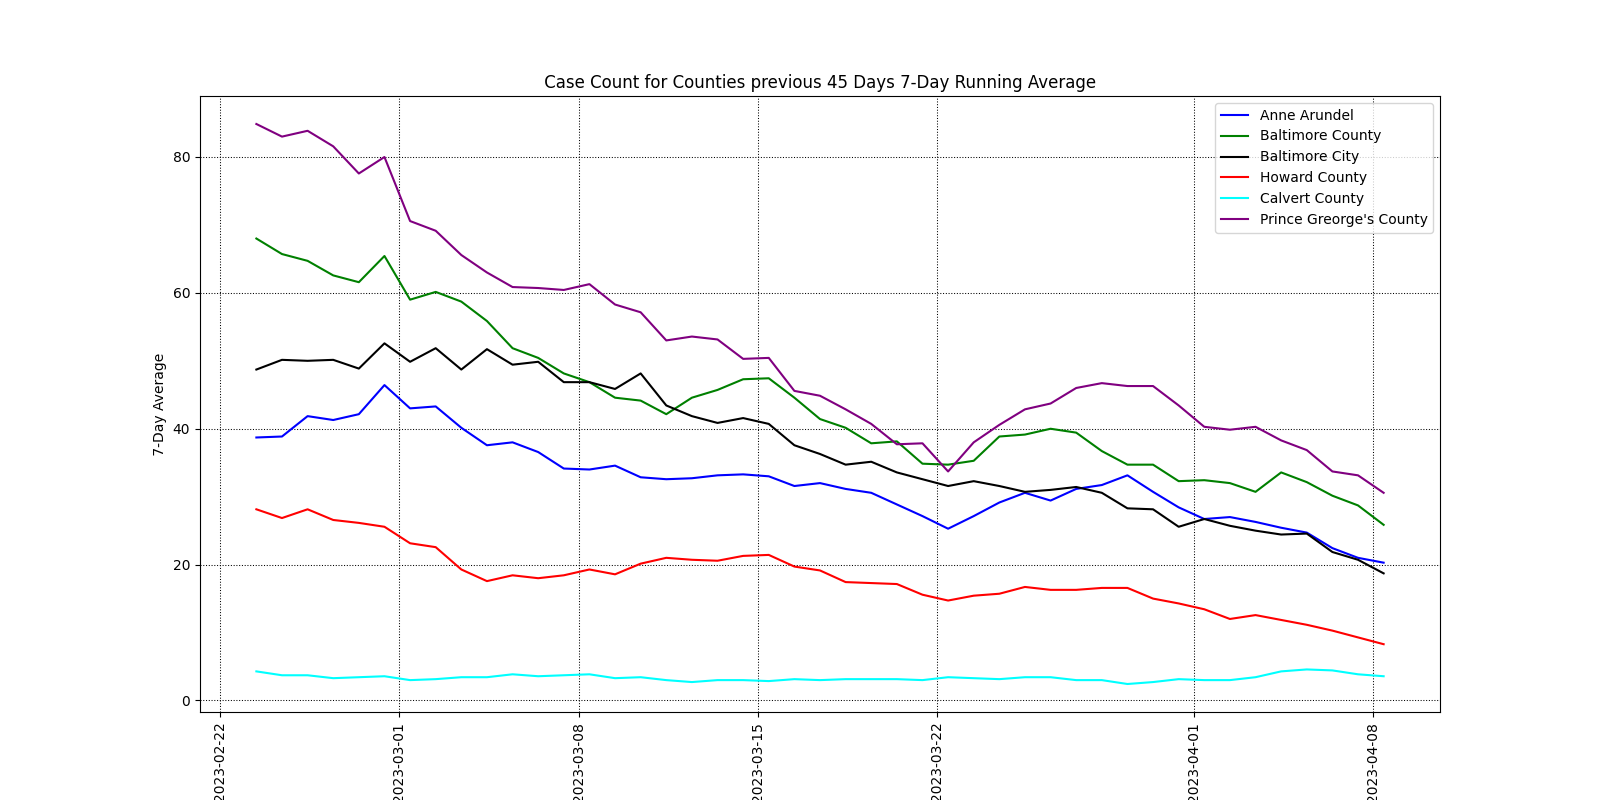 Case Count for Counties previous 45 Days 7-Day Running Average
Anne Arundel
Baltimore County
Baltimore City
Howard County
Calvert County
Prince Greorge's County
7-Day Average
80
60
40
20
0
2023-02-22
2023-03-01
2023-03-08
2023-03-15
2023-03-22
2023-04-01
2023-04-08